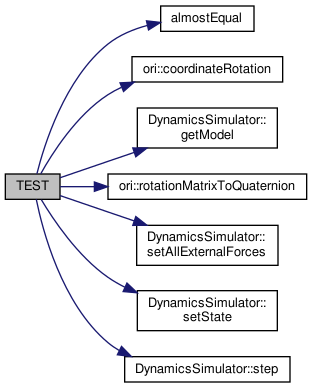 almostEqual
ori::coordinateRotation
DynamicsSimulator::
getModel
TEST
ori::rotationMatrixToQuaternion
DynamicsSimulator::
setAllExternalForces
DynamicsSimulator::
setState
DynamicsSimulator::step